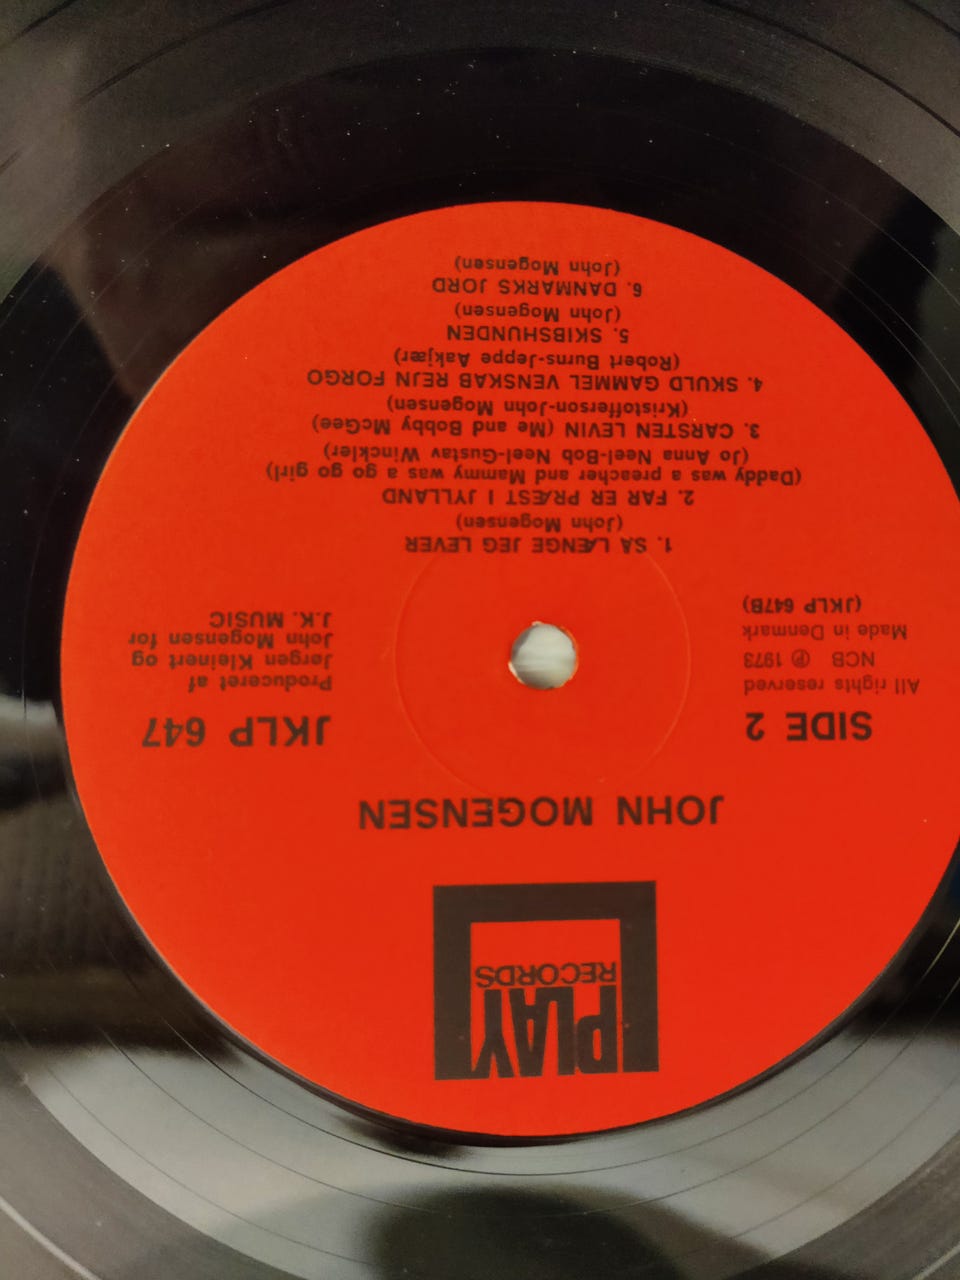 PLAY
RECORDS
JOHN MOGENSEN
SIDE 2
All rights reserved
NCB ℗ 1973
Made in Denmark
(JKLP 647B)
JKLP 647
Produceret af
Jørgen Kleinert og
John Mogensen for
J.K. MUSIC
1. SÅ LÆNGE JEG LEVER
(John Mogensen)
2. FAR ER PRÆST I JYLLAND
(Daddy was a preacher and Mammy was a go go girl)
(Jo Anna Neel-Bob Neel-Gustav Winckler)
3. CARSTEN LEVIN (Me and Bobby McGee)
(Kristofferson-John Mogensen)
4. SKULD GAMMEL VENSKAB REJN FORGO
(Robert Burns-Jeppe Aakjær)
5. SKIBSHUNDEN
(John Mogensen)
6. DANMARKS JORD
(John Mogensen)